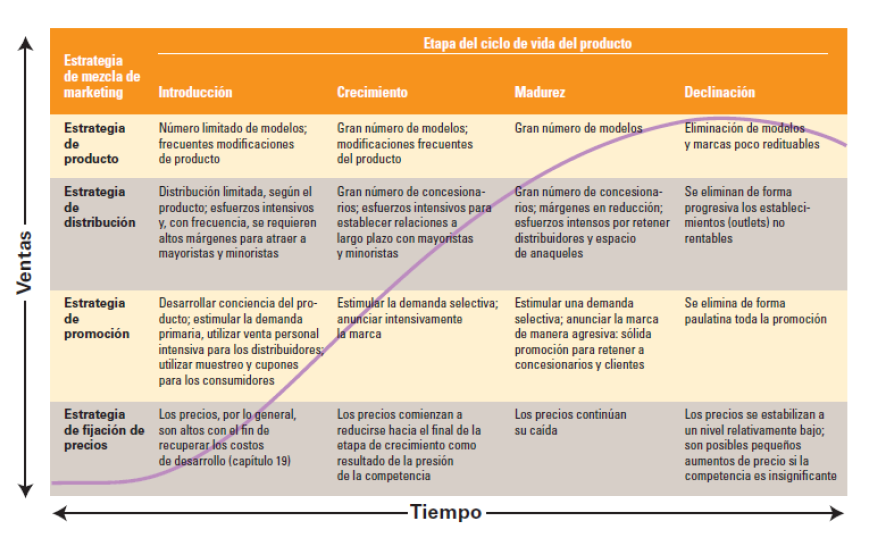 Etapa del ciclo de vida del producto
Estrategia
de mezcla de
marketing
Introducción
Crecimiento
Madurez
Declinación
Estrategia
de
producto
Número limitado de modelos;
frecuentes modificaciones
de producto
Gran número de modelos;
modificaciones frecuentes
del producto
Gran número de modelos
Eliminación de modelos
y marcas poco redituables
Estrategia
de
distribución
Distribución limitada, según el
producto; esfuerzos intensivos
y, con frecuencia, se requieren
altos márgenes para atraer a
mayoristas y minoristas
Gran número de concesiona-
rios; esfuerzos intensivos para
establecer relaciones a
largo plazo con mayoristas
y minoristas
Gran número de concesiona-
rios; márgenes en reducción;
esfuerzos intensos por retener
distribuidores y espacio
de anaqueles
Se eliminan de forma
progresiva los estableci-
mientos (outlets) no
rentables
Estrategia
de
promoción
Desarrollar conciencia del pro-
ducto; estimular la demanda
primaria, utilizar venta personal
intensiva para los distribuidores;
utilizar muestreo y cupones
para los consumidores
Estimular la demanda selectiva;
anunciar intensivamente
la marca
Estimular una demanda
selectiva; anunciar la marca
de manera agresiva: sólida
promoción para retener a
concesionarios y clientes
Se elimina de forma
paulatina toda la promoción
Estrategia
de fijación de
precios
Los precios, por lo general,
son altos con el fin de
recuperar los costos
de desarrollo (capítulo 19)
Los precios comienzan a
reducirse hacia el final de la
etapa de crecimiento como
resultado de la presión
de la competencia
Los precios continúan
su caída
Los precios se estabilizan a
un nivel relativamente bajo;
son posibles pequeños
aumentos de precio si la
competencia es insignificante
Ventas
Tiempo